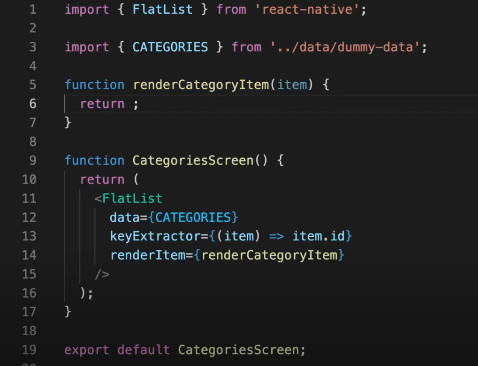 1 import { FlatList } from 'react-native';
2
3 import { CATEGORIES } from '../data/dummy-data';
4
5 function renderCategoryItem(item) {
6   return ;
7 }
8
9 function CategoriesScreen() {
10   return (
11     <FlatList
12       data={CATEGORIES}
13       keyExtractor={(item) => item.id}
14       renderItem={renderCategoryItem}
15     />
16   );
17 }
18
19 export default CategoriesScreen;